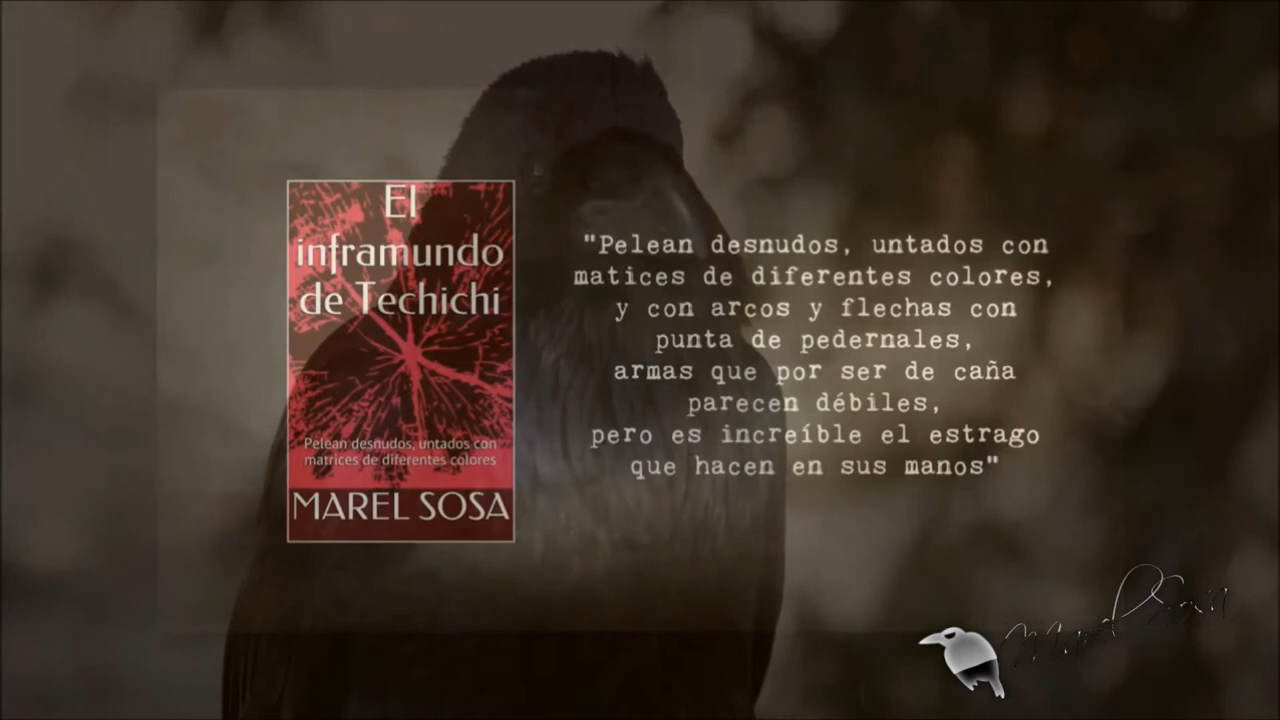 El
inframundo
de Techichi
Pelean desnudos, untados con
matrices de diferentes colores
MAREL SOSA
"Pelean desnudos, untados con
matices de diferentes colores,
y con arcos y flechas con
punta de pedernales,
armas que por ser de caña
parecen débiles,
pero es increíble el estrago
que hacen en sus manos"